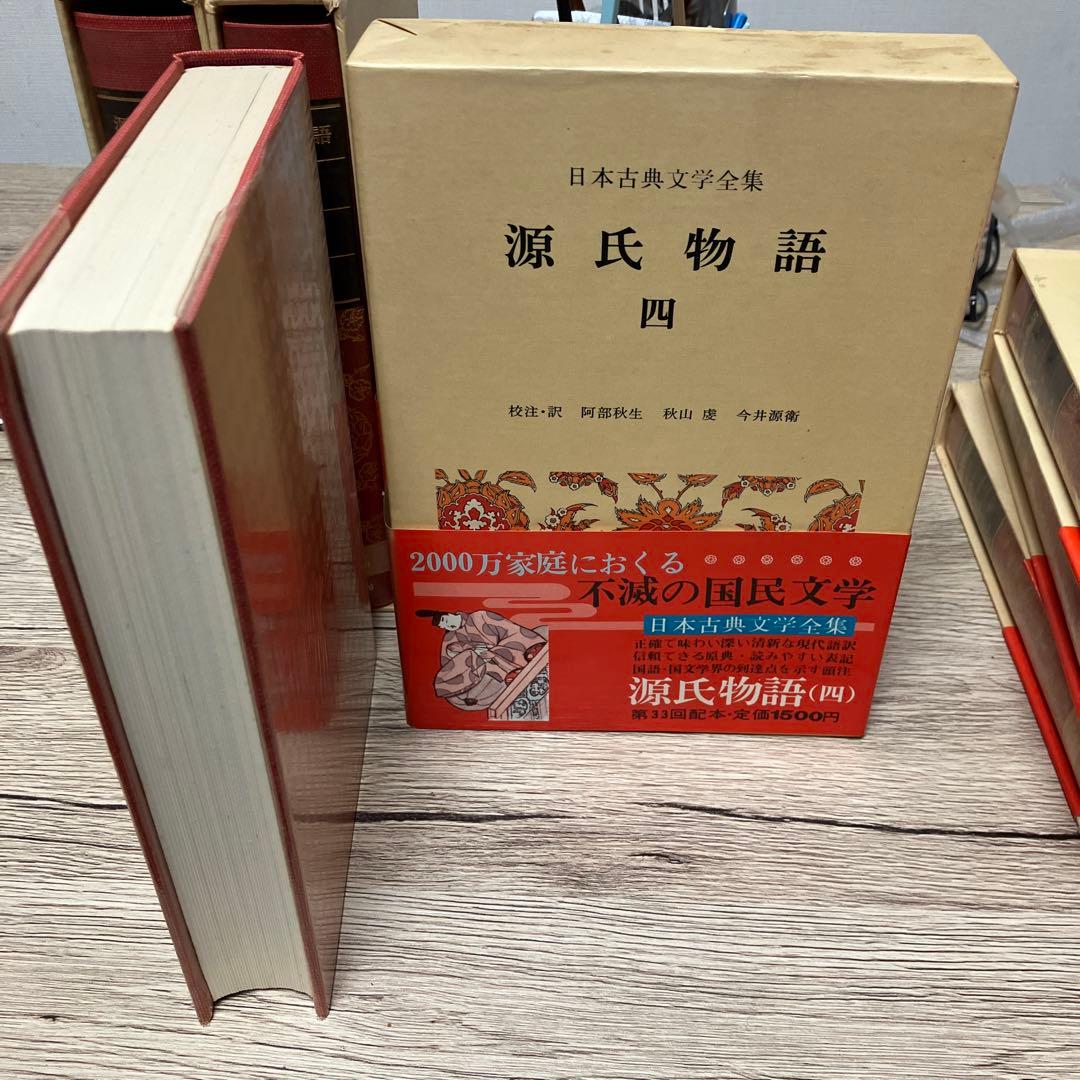 日本古典文学全集
源氏物語
四
校注・訳 阿部秋生 秋山虔 今井源衛
2000万家庭におくる
不滅の国民文学
日本古典文学全集
正確で味わい深い清新な現代語訳
信頼できる原典・読みやすい表記
国語・国文学界の到達点を示す頭注
源氏物語(四)
第33回配本・定価1500円
語